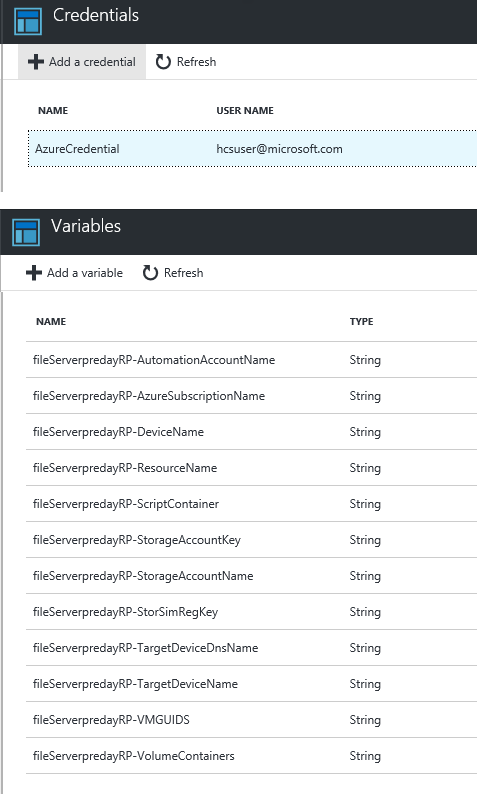 Credentials
Add a credential Refresh
NAME USER NAME
AzureCredential hcsuser@microsoft.com
Variables
Add a variable Refresh
NAME TYPE
fileServerpredayRP-AutomationAccountName String
fileServerpredayRP-AzureSubscriptionName String
fileServerpredayRP-DeviceName String
fileServerpredayRP-ResourceName String
fileServerpredayRP-ScriptContainer String
fileServerpredayRP-StorageAccountKey String
fileServerpredayRP-StorageAccountName String
fileServerpredayRP-StorSimRegKey String
fileServerpredayRP-TargetDeviceDnsName String
fileServerpredayRP-TargetDeviceName String
fileServerpredayRP-VMGUIDS String
fileServerpredayRP-VolumeContainers String